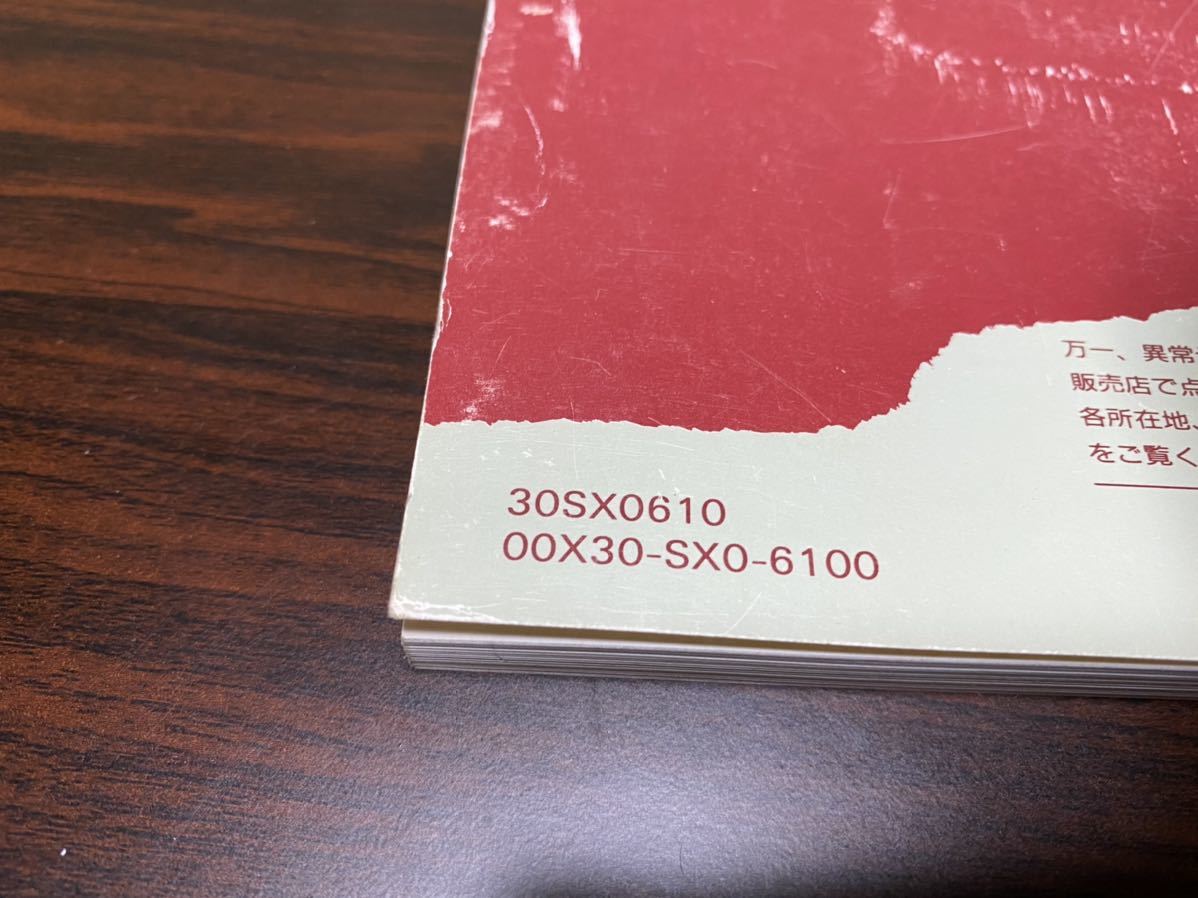 万一、異常
販売店で点
各所在地、
をご覧く
30SX0610
00X30-SX0-6100